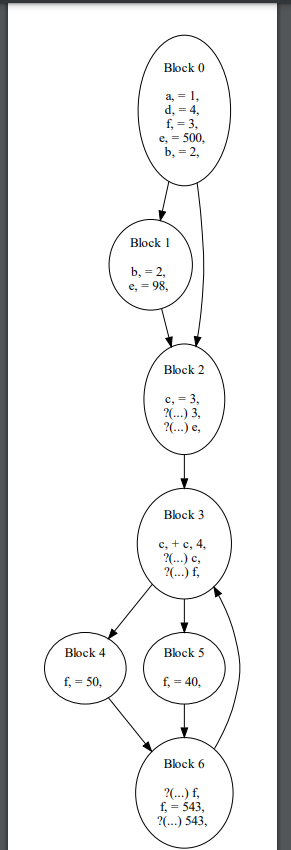 Block 0
a, = 1,
d, = 4,
f, = 3,
e, = 500,
b, = 2,
Block 1
b, = 2,
e, = 98,
Block 2
c, = 3,
?(...) 3,
?(...) e,
Block 3
c, + c, 4,
?(...) c,
?(...) f,
Block 4
f, = 50,
Block 5
f, = 40,
Block 6
?(...) f,
f, = 543,
?(...) 543,